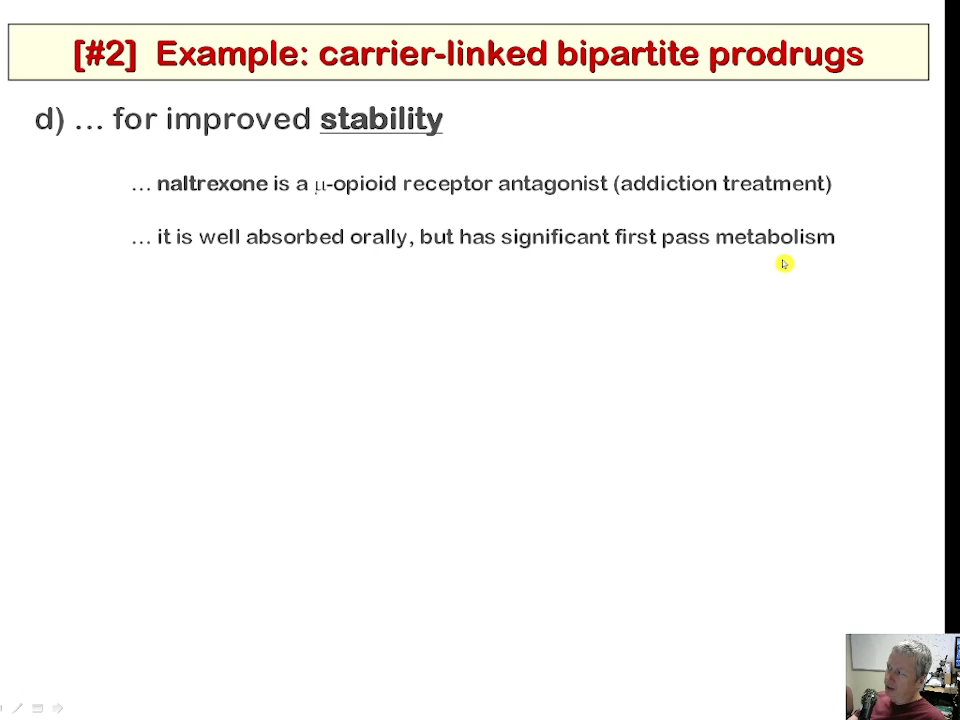 [#2] Example: carrier-linked bipartite prodrugs
d) … for improved stability
… naltrexone is a μ-opioid receptor antagonist (addiction treatment)
… it is well absorbed orally, but has significant first pass metabolism